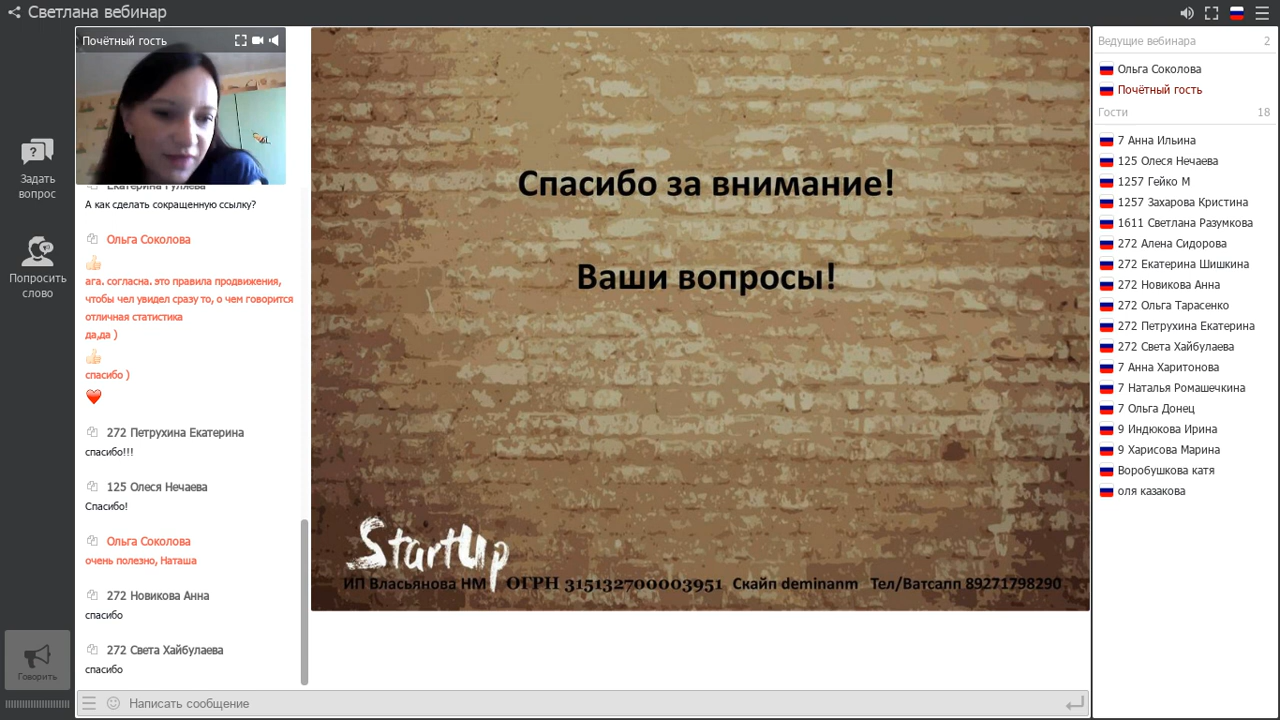 Светлана вебинар
Задать
вопрос
Попросить
слово
Говорить
Почётный гость
Екатерина Гуляева
А как сделать сокращенную ссылку?
Ольга Соколова
ага. согласна. это правила продвижения,
чтобы чел увидел сразу то, о чем говорится
отличная статистика
да,да )
спасибо )
272 Петрухина Екатерина
спасибо!!!
125 Олеся Нечаева
Спасибо!
Ольга Соколова
очень полезно, Наташа
272 Новикова Анна
спасибо
272 Света Хайбулаева
спасибо
Написать сообщение
Спасибо за внимание!
Ваши вопросы!
StartUp
ИП Власьянова НМ ОГРН 315132700003951 Скайп deminanm Тел/Ватсапп 89271798290
Ведущие вебинара 2
Ольга Соколова
Почётный гость
Гости 18
7 Анна Ильина
125 Олеся Нечаева
1257 Гейко М
1257 Захарова Кристина
1611 Светлана Разумкова
272 Алена Сидорова
272 Екатерина Шишкина
272 Новикова Анна
272 Ольга Тарасенко
272 Петрухина Екатерина
272 Света Хайбулаева
7 Анна Харитонова
7 Наталья Ромашечкина
7 Ольга Донец
9 Индюкова Ирина
9 Харисова Марина
Воробушкова катя
оля казакова